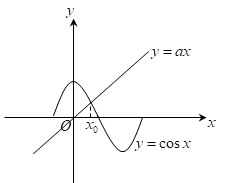 y
y = ax
O
x₀
x
y = cos x